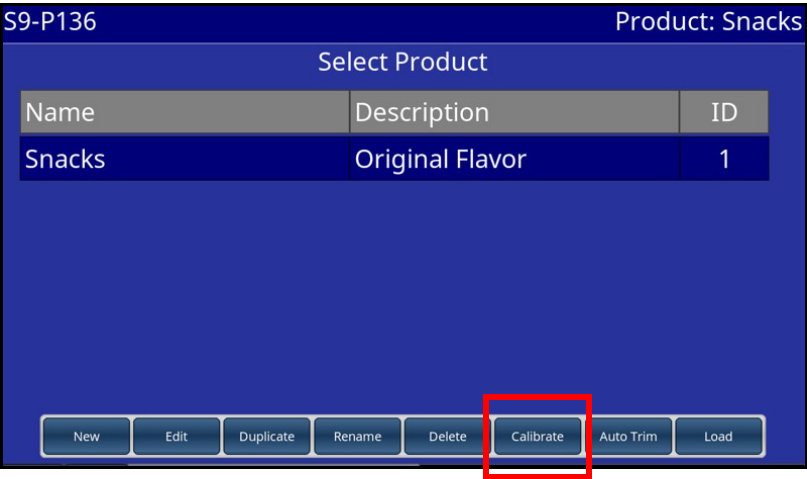 S9-P136 Product: Snacks
Select Product
Name Description ID
Snacks Original Flavor 1
New Edit Duplicate Rename Delete Calibrate Auto Trim Load